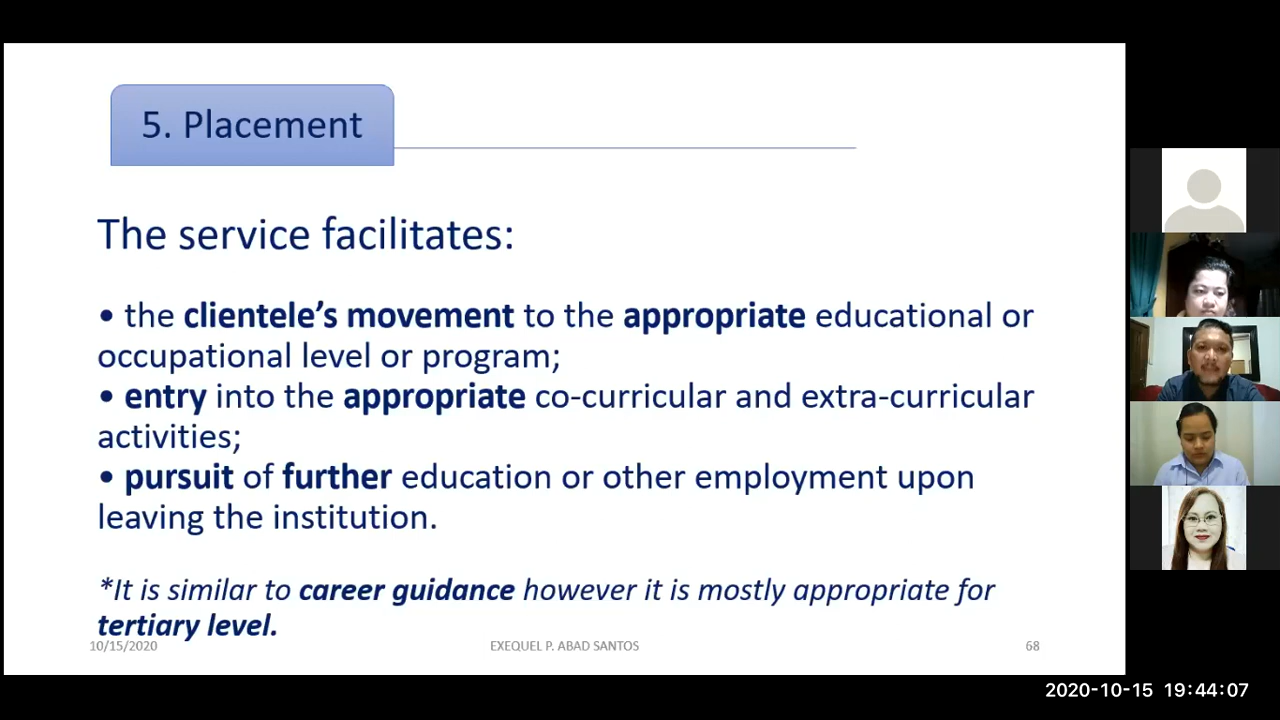 5. Placement
The service facilitates:
• the clientele’s movement to the appropriate educational or
occupational level or program;
• entry into the appropriate co-curricular and extra-curricular
activities;
• pursuit of further education or other employment upon
leaving the institution.
*It is similar to career guidance however it is mostly appropriate for
tertiary level.
10/15/2020
EXEQUEL P. ABAD SANTOS
68
2020-10-15 19:44:07